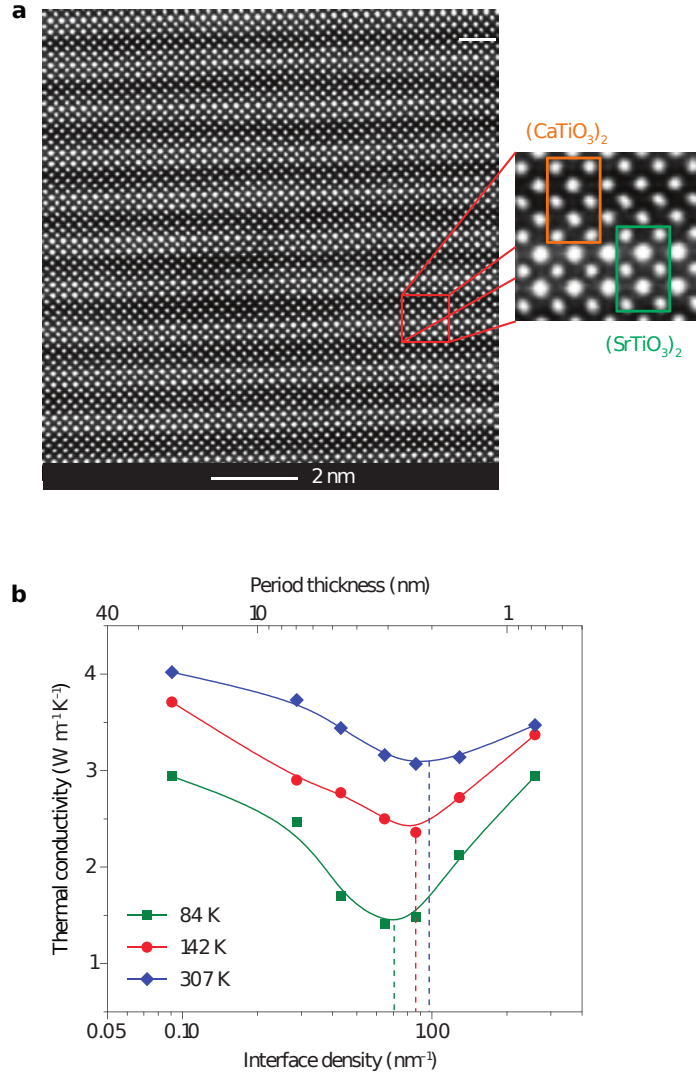 a
(CaTiO₃)₂
(SrTiO₃)₂
2 nm
b
Period thickness (nm)
40 10 1
Thermal conductivity (W m⁻¹ K⁻¹)
4
3
2
1
84 K
142 K
307 K
0.05 0.10 100
Interface density (nm⁻¹)